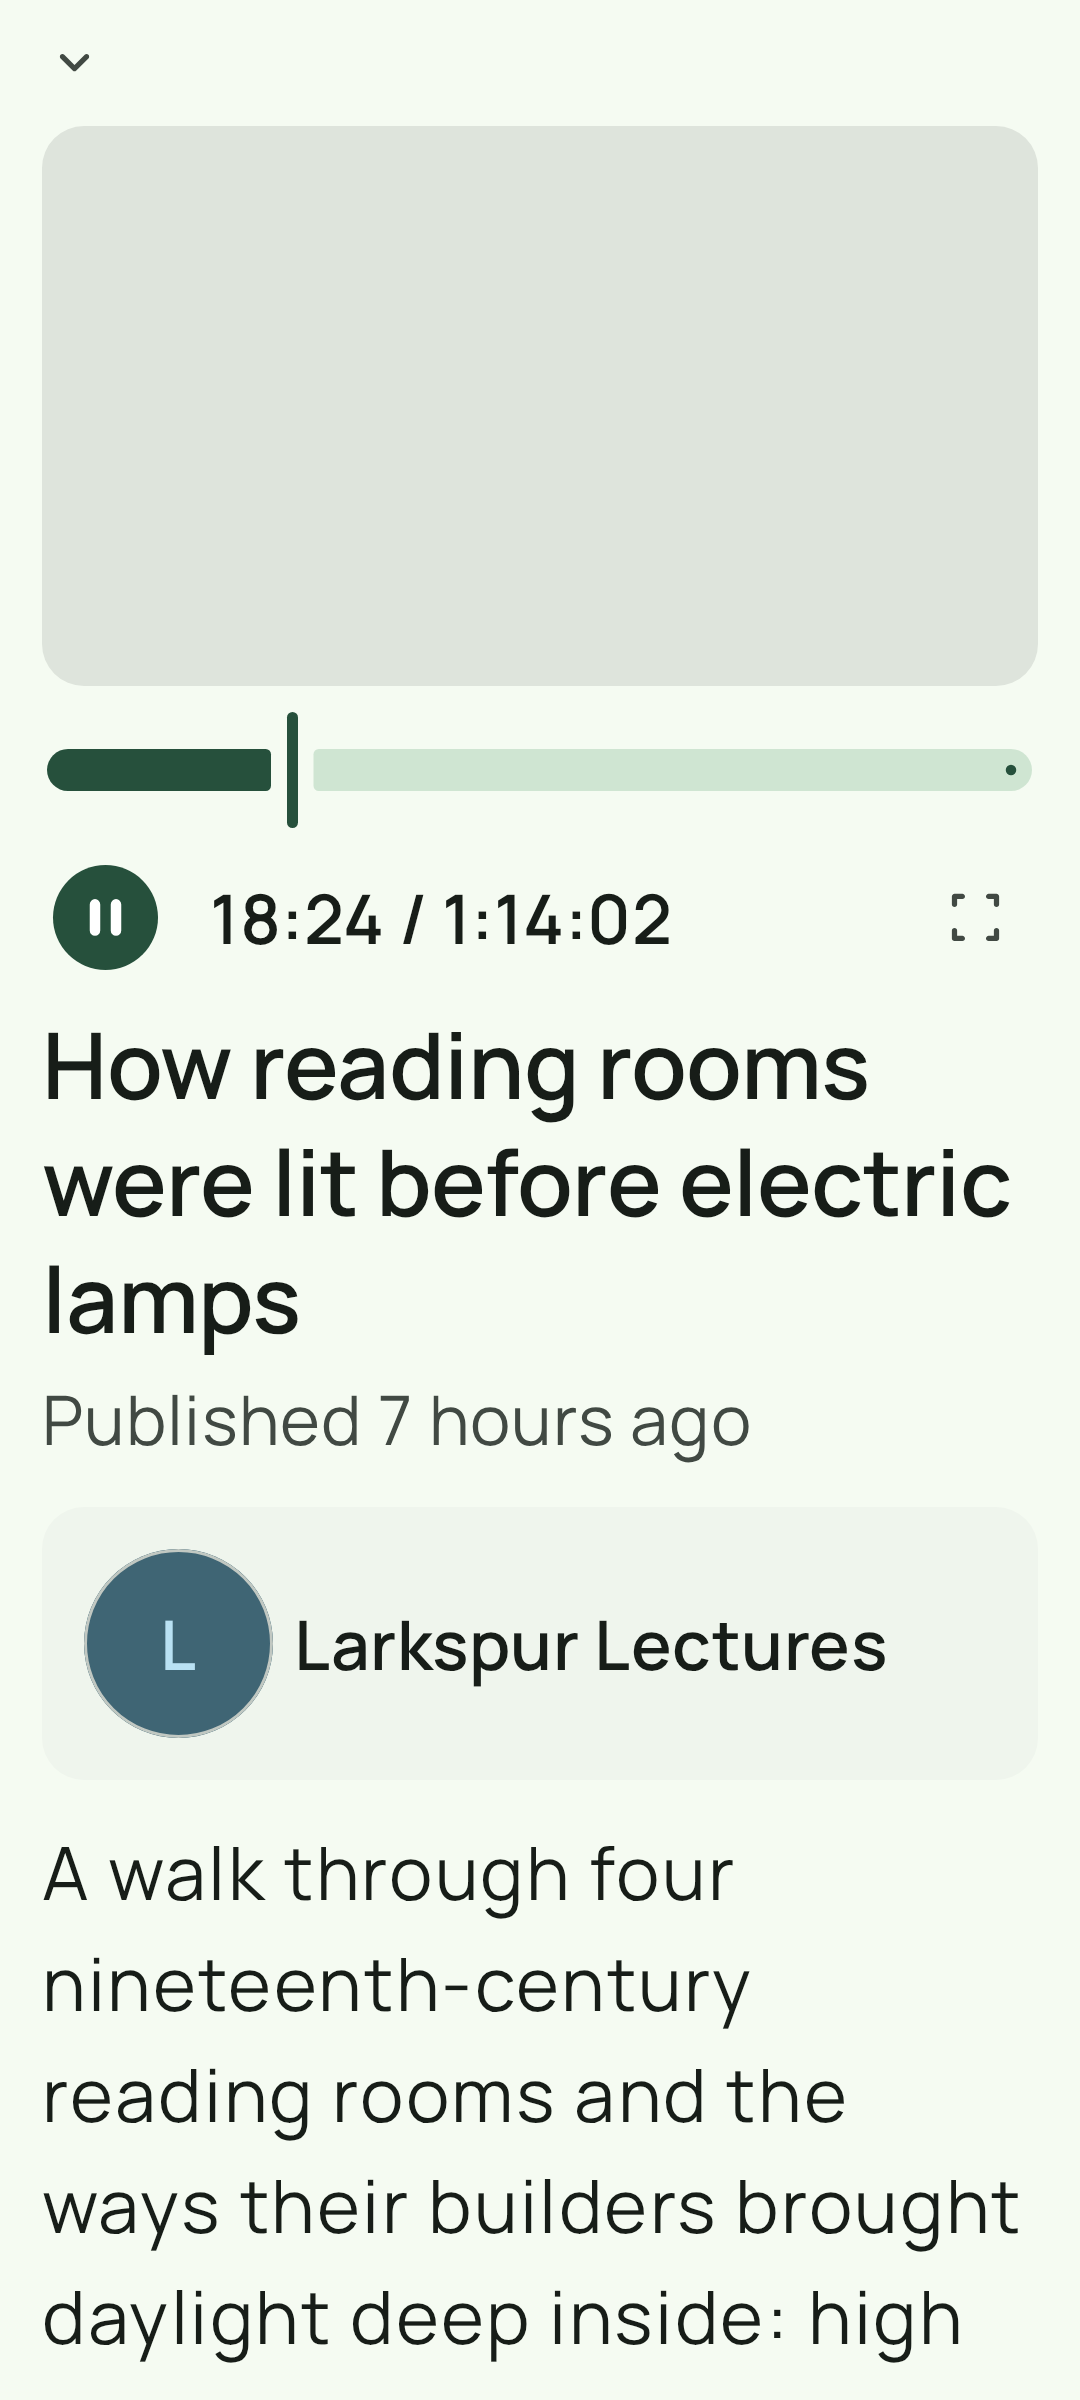 18:24 / 1:14:02
How reading rooms
were lit before electric
lamps
Published 7 hours ago
L
Larkspur Lectures
A walk through four
nineteenth-century
reading rooms and the
ways their builders brought
daylight deep inside: high